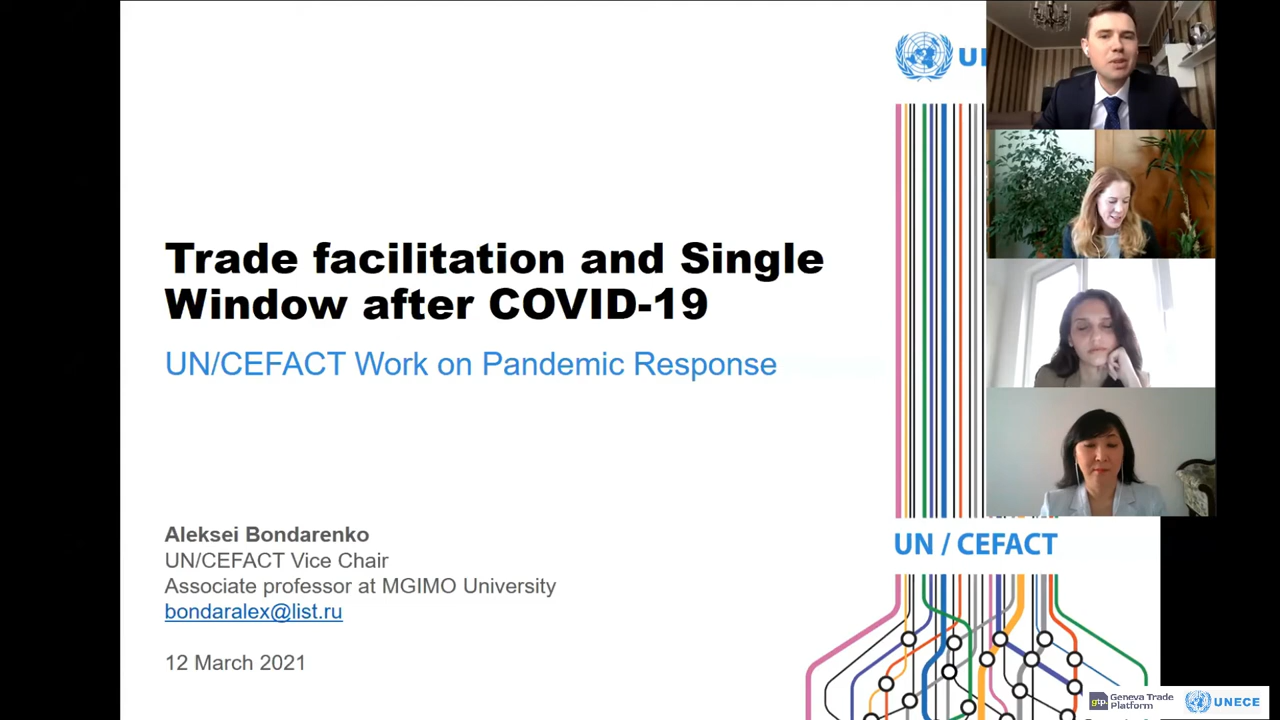 Trade facilitation and Single
Window after COVID-19
UN/CEFACT Work on Pandemic Response
Aleksei Bondarenko
UN/CEFACT Vice Chair
Associate professor at MGIMO University
bondaralex@list.ru
12 March 2021
UN / CEFACT
gtp Geneva Trade
Platform
UNECE